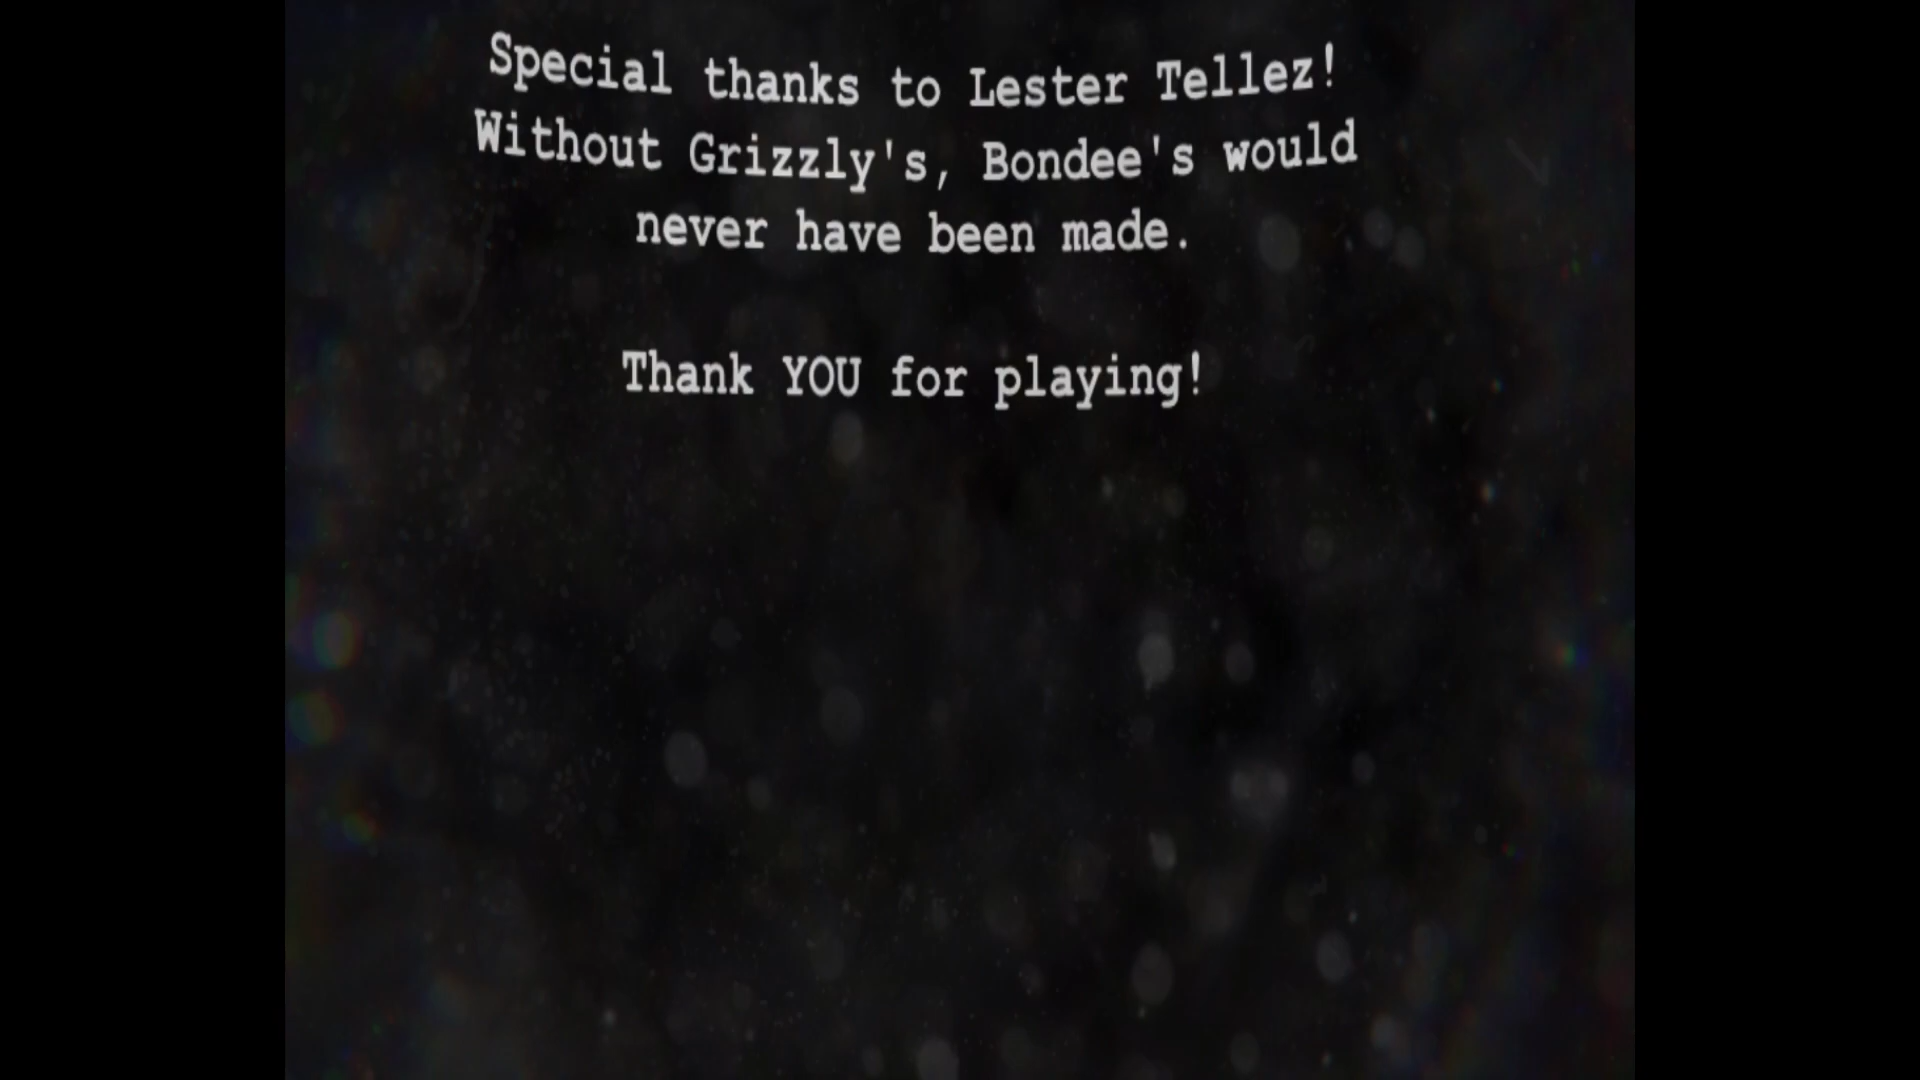 Special thanks to Lester Tellez!
Without Grizzly's, Bondee's would
never have been made.
Thank YOU for playing!